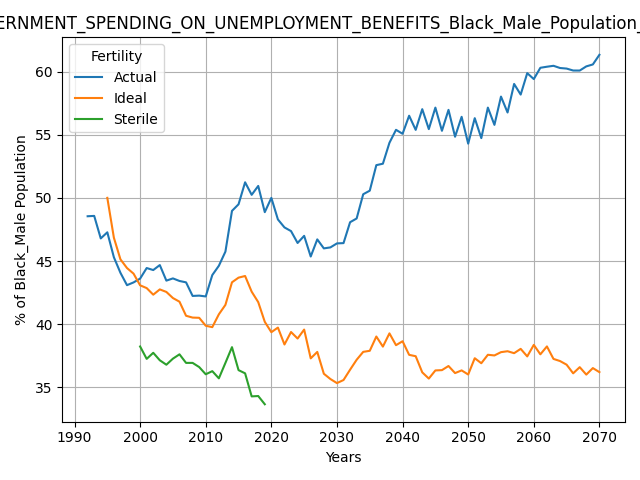 ERNMENT_SPENDING_ON_UNEMPLOYMENT_BENEFITS_Black_Male_Population_
Fertility
Actual
Ideal
Sterile
% of Black_Male Population
60
55
50
45
40
35
1990 2000 2010 2020 2030 2040 2050 2060 2070
Years